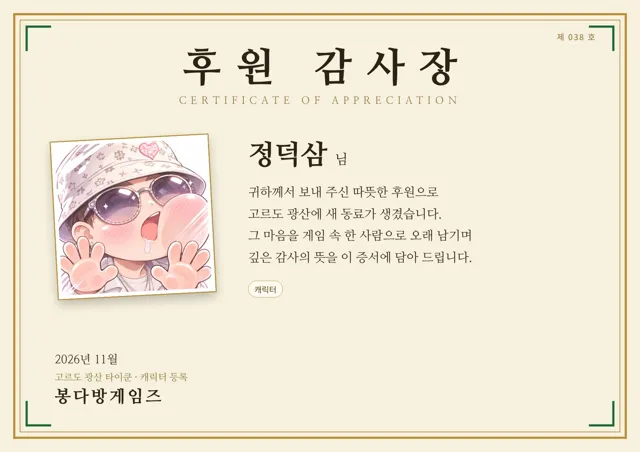 제 038 호
후원 감사장
CERTIFICATE OF APPRECIATION
정덕삼 님
귀하께서 보내 주신 따뜻한 후원으로
고르도 광산에 새 동료가 생겼습니다.
그 마음을 게임 속 한 사람으로 오래 남기며
깊은 감사의 뜻을 이 증서에 담아 드립니다.
캐릭터
2026년 11월
고르도 광산 타이쿤 · 캐릭터 등록
봉다방게임즈